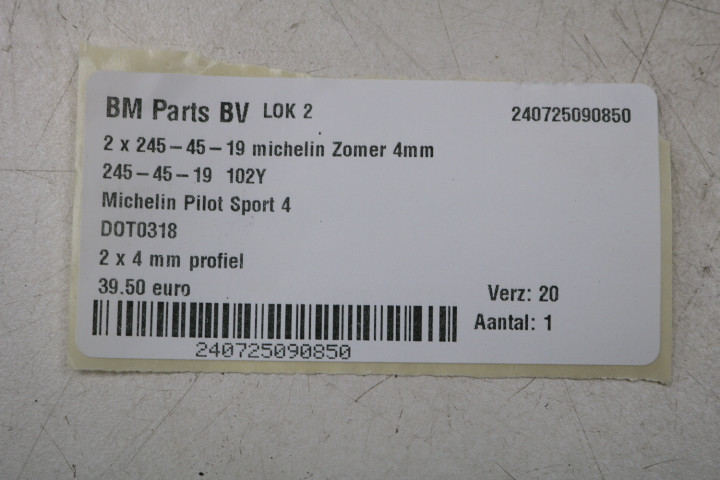 BM Parts BV LOK 2 240725090850
2 x 245-45-19 michelin Zomer 4mm
245-45-19 102Y
Michelin Pilot Sport 4
DOT0318
2 x 4 mm profiel
39.50 euro Verz: 20
Aantal: 1
240725090850